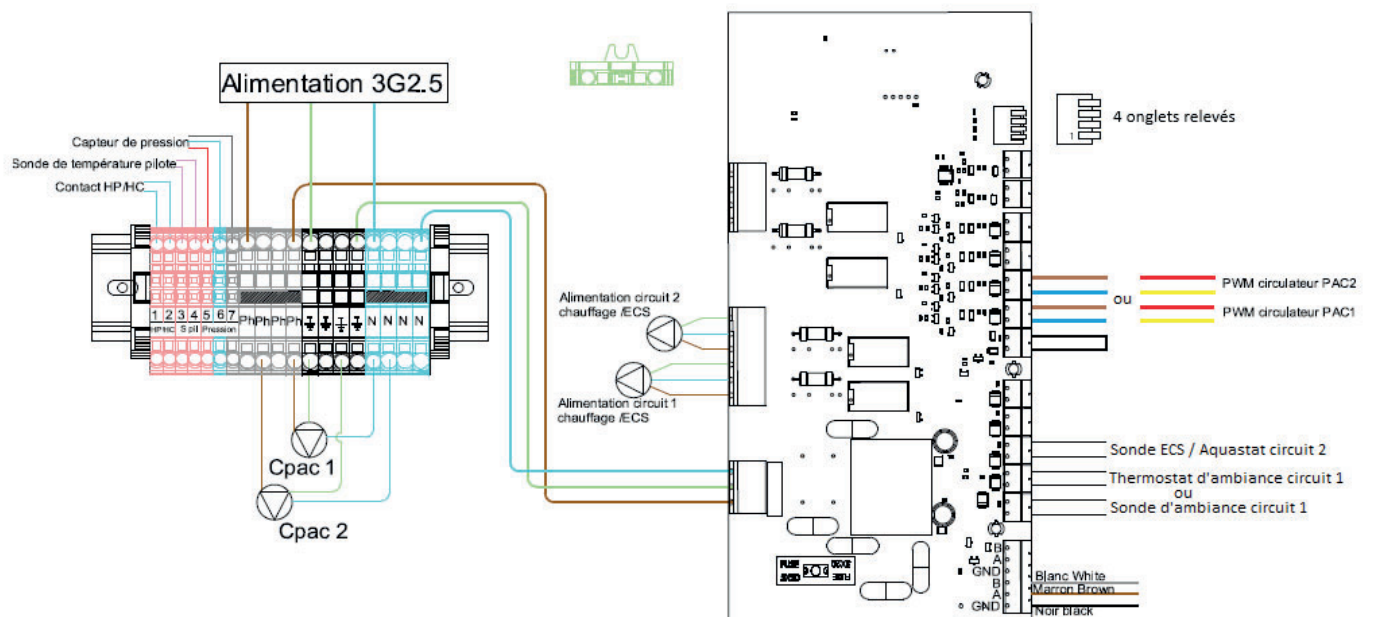 Alimentation 3G2.5
Capteur de pression
Sonde de température pilote
Contact HP/HC
1 2 3 4 5 6 7
HP/HC S pil Pression
Ph Ph Ph Ph
N N N N
Cpac 1
Cpac 2
Alimentation circuit 2
chauffage /ECS
Alimentation circuit 1
chauffage /ECS
1
4 onglets relevés
ou
PWM circulateur PAC2
PWM circulateur PAC1
Sonde ECS / Aquastat circuit 2
Thermostat d'ambiance circuit 1
ou
Sonde d'ambiance circuit 1
B
A
GND
B
A
GND
Blanc White
Marron Brown
Noir black